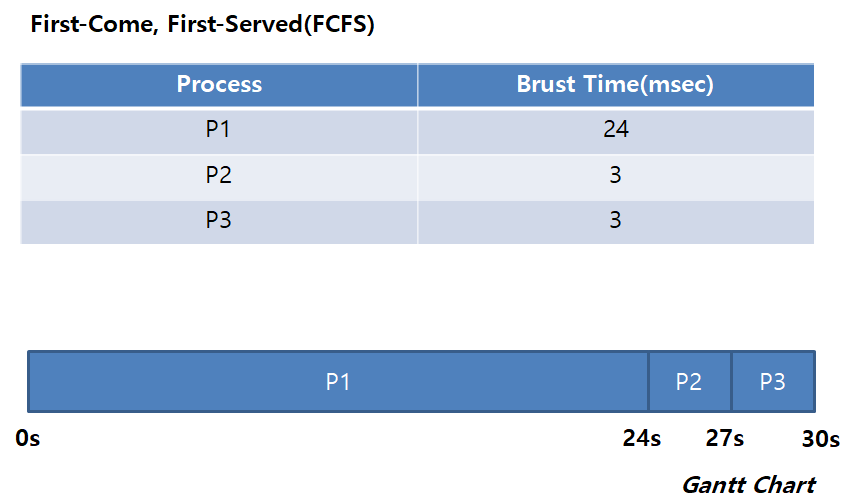 First-Come, First-Served(FCFS)
Process Brust Time(msec)
P1 24
P2 3
P3 3
P1 P2 P3
0s 24s 27s 30s
Gantt Chart